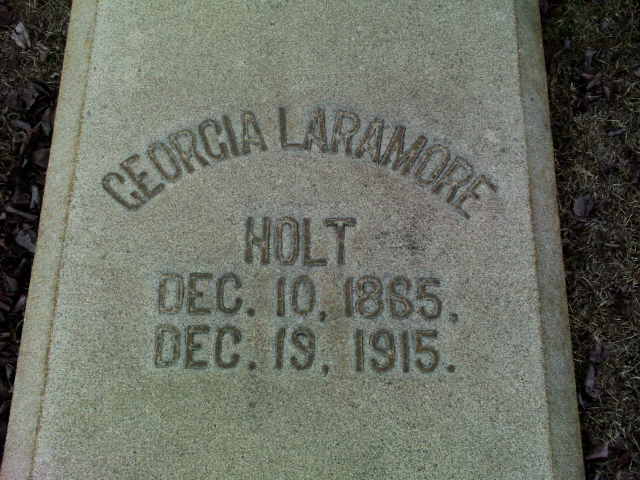 GEORGIA LARAMORE
HOLT
DEC. 10, 1865.
DEC. 19, 1915.